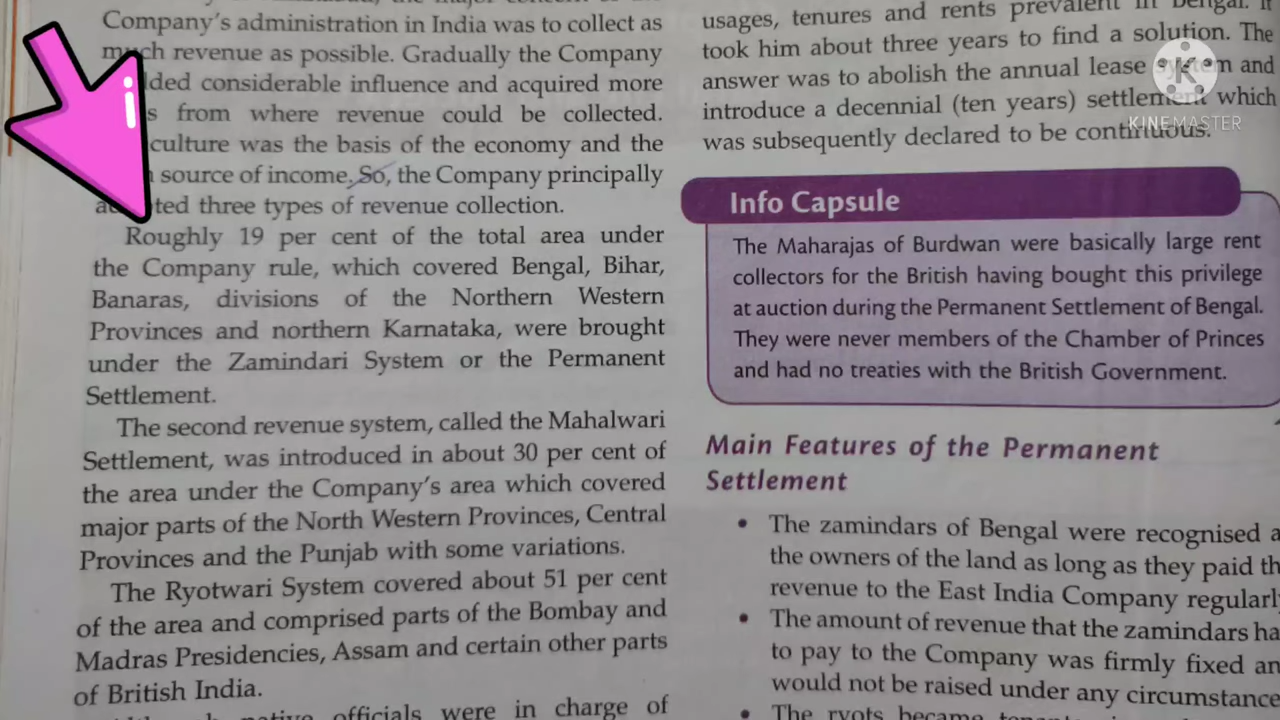 Company's administration in India was to collect as
much revenue as possible. Gradually the Company
considerable influence and acquired more
from where revenue could be collected.
was the basis of the economy and the
source of income. So, the Company principally
three types of revenue collection.
Roughly 19 per cent of the total area under
the Company rule, which covered Bengal, Bihar,
Banaras, divisions of the Northern Western
Provinces and northern Karnataka, were brought
under the Zamindari System or the Permanent
Settlement.
The second revenue system, called the Mahalwari
Settlement, was introduced in about 30 per cent of
the area under the Company's area which covered
major parts of the North Western Provinces, Central
Provinces and the Punjab with some variations.
The Ryotwari System covered about 51 per cent
of the area and comprised parts of the Bombay and
Madras Presidencies, Assam and certain other parts
of British India.
native officials were in charge of
usages, tenures and rents prevalent in Bengal. It
took him about three years to find a solution. The
answer was to abolish the annual lease system and
introduce a decennial (ten years) settlement which
was subsequently declared to be continuous.
K
KINEMASTER
Info Capsule
The Maharajas of Burdwan were basically large rent
collectors for the British having bought this privilege
at auction during the Permanent Settlement of Bengal.
They were never members of the Chamber of Princes
and had no treaties with the British Government.
Main Features of the Permanent
Settlement
• The zamindars of Bengal were recognised
the owners of the land as long as they paid
revenue to the East India Company
• The amount of revenue that the zamindars
to pay to the Company was firmly fixed
would not be raised under any
• The ryots became